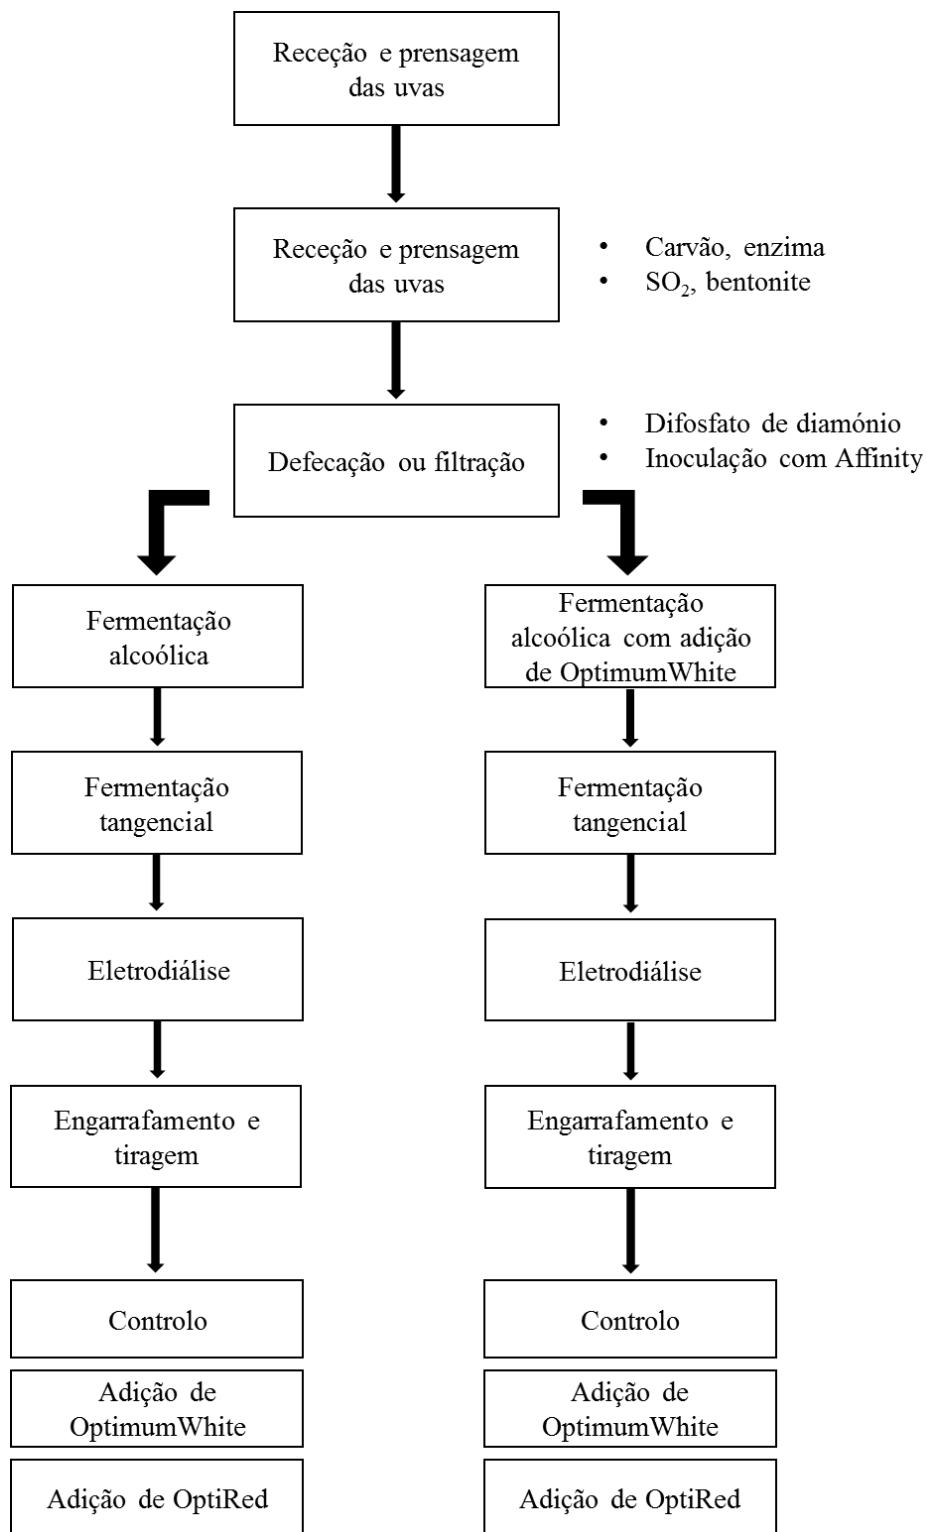 Receção e prensagem
das uvas
Receção e prensagem
das uvas
• Carvão, enzima
• SO₂, bentonite
Defecação ou filtração
• Difosfato de diamónio
• Inoculação com Affinity
Fermentação
alcoólica
Fermentação
alcoólica com adição
de OptimumWhite
Fermentação
tangencial
Fermentação
tangencial
Eletrodiálise
Eletrodiálise
Engarrafamento e
tiragem
Engarrafamento e
tiragem
Controlo
Controlo
Adição de
OptimumWhite
Adição de
OptimumWhite
Adição de OptiRed
Adição de OptiRed